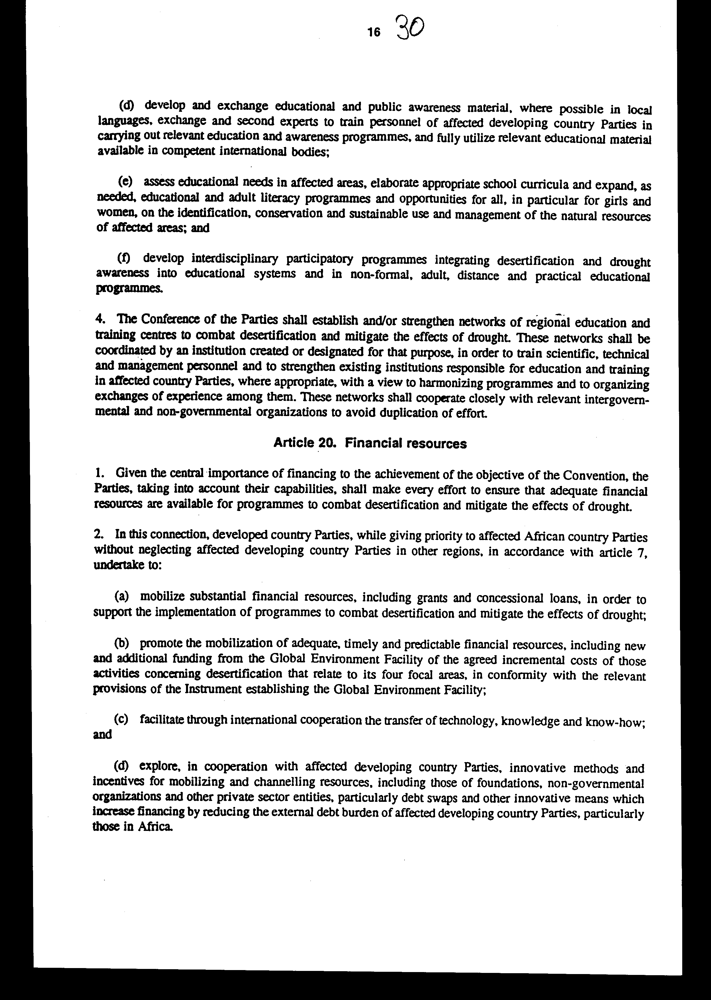 16 30
(d) develop and exchange educational and public awareness material, where possible in local
languages, exchange and second experts to train personnel of affected developing country Parties in
carrying out relevant education and awareness programmes, and fully utilize relevant educational material
available in competent international bodies;
(e) assess educational needs in affected areas, elaborate appropriate school curricula and expand, as
needed, educational and adult literacy programmes and opportunities for all, in particular for girls and
women, on the identification, conservation and sustainable use and management of the natural resources
of affected areas; and
(f) develop interdisciplinary participatory programmes integrating desertification and drought
awareness into educational systems and in non-formal, adult, distance and practical educational
programmes.
4. The Conference of the Parties shall establish and/or strengthen networks of regional education and
training centres to combat desertification and mitigate the effects of drought. These networks shall be
coordinated by an institution created or designated for that purpose, in order to train scientific, technical
and management personnel and to strengthen existing institutions responsible for education and training
in affected country Parties, where appropriate, with a view to harmonizing programmes and to organizing
exchanges of experience among them. These networks shall cooperate closely with relevant intergovern-
mental and non-governmental organizations to avoid duplication of effort.
Article 20. Financial resources
1. Given the central importance of financing to the achievement of the objective of the Convention, the
Parties, taking into account their capabilities, shall make every effort to ensure that adequate financial
resources are available for programmes to combat desertification and mitigate the effects of drought.
2. In this connection, developed country Parties, while giving priority to affected African country Parties
without neglecting affected developing country Parties in other regions, in accordance with article 7,
undertake to:
(a) mobilize substantial financial resources, including grants and concessional loans, in order to
support the implementation of programmes to combat desertification and mitigate the effects of drought;
(b) promote the mobilization of adequate, timely and predictable financial resources, including new
and additional funding from the Global Environment Facility of the agreed incremental costs of those
activities concerning desertification that relate to its four focal areas, in conformity with the relevant
provisions of the Instrument establishing the Global Environment Facility;
(c) facilitate through international cooperation the transfer of technology, knowledge and know-how;
and
(d) explore, in cooperation with affected developing country Parties, innovative methods and
incentives for mobilizing and channelling resources, including those of foundations, non-governmental
organizations and other private sector entities, particularly debt swaps and other innovative means which
increase financing by reducing the external debt burden of affected developing country Parties, particularly
those in Africa.